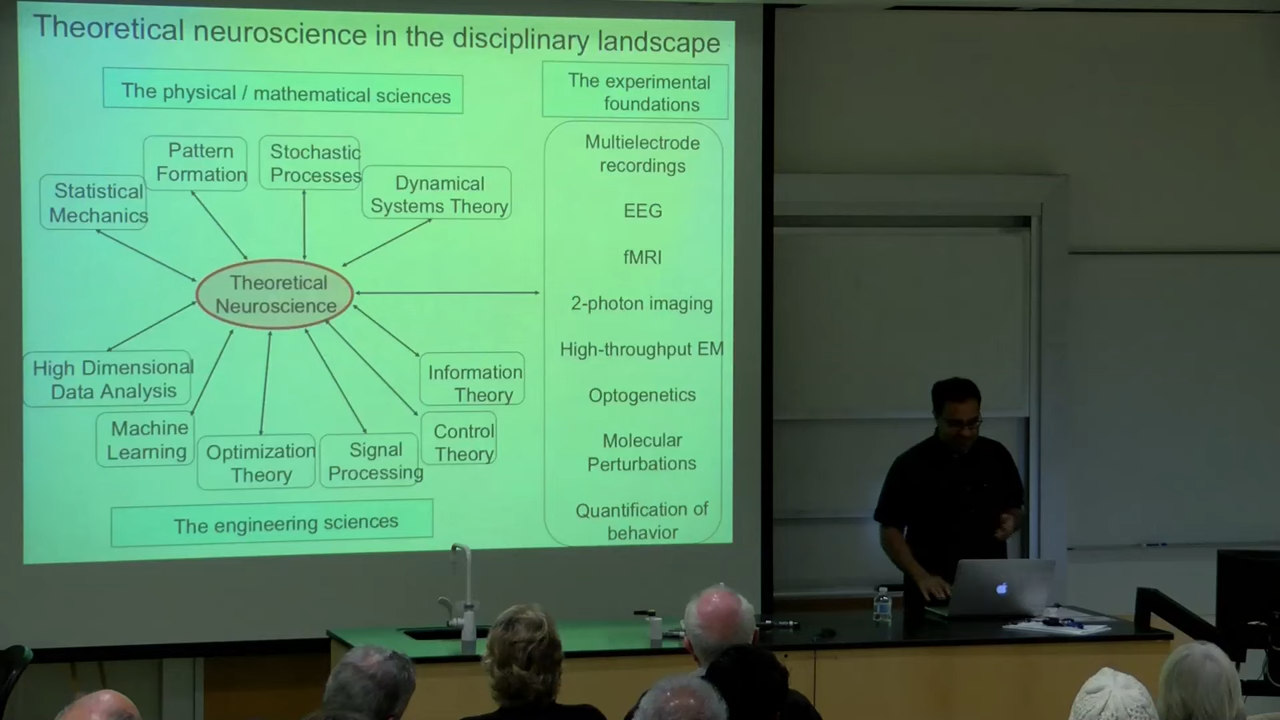 Theoretical neuroscience in the disciplinary landscape
The physical / mathematical sciences
The experimental
foundations
Pattern
Formation
Stochastic
Processes
Statistical
Mechanics
Dynamical
Systems Theory
Theoretical
Neuroscience
High Dimensional
Data Analysis
Machine
Learning
Optimization
Theory
Signal
Processing
Control
Theory
Information
Theory
The engineering sciences
Multielectrode
recordings
EEG
fMRI
2-photon imaging
High-throughput EM
Optogenetics
Molecular
Perturbations
Quantification of
behavior